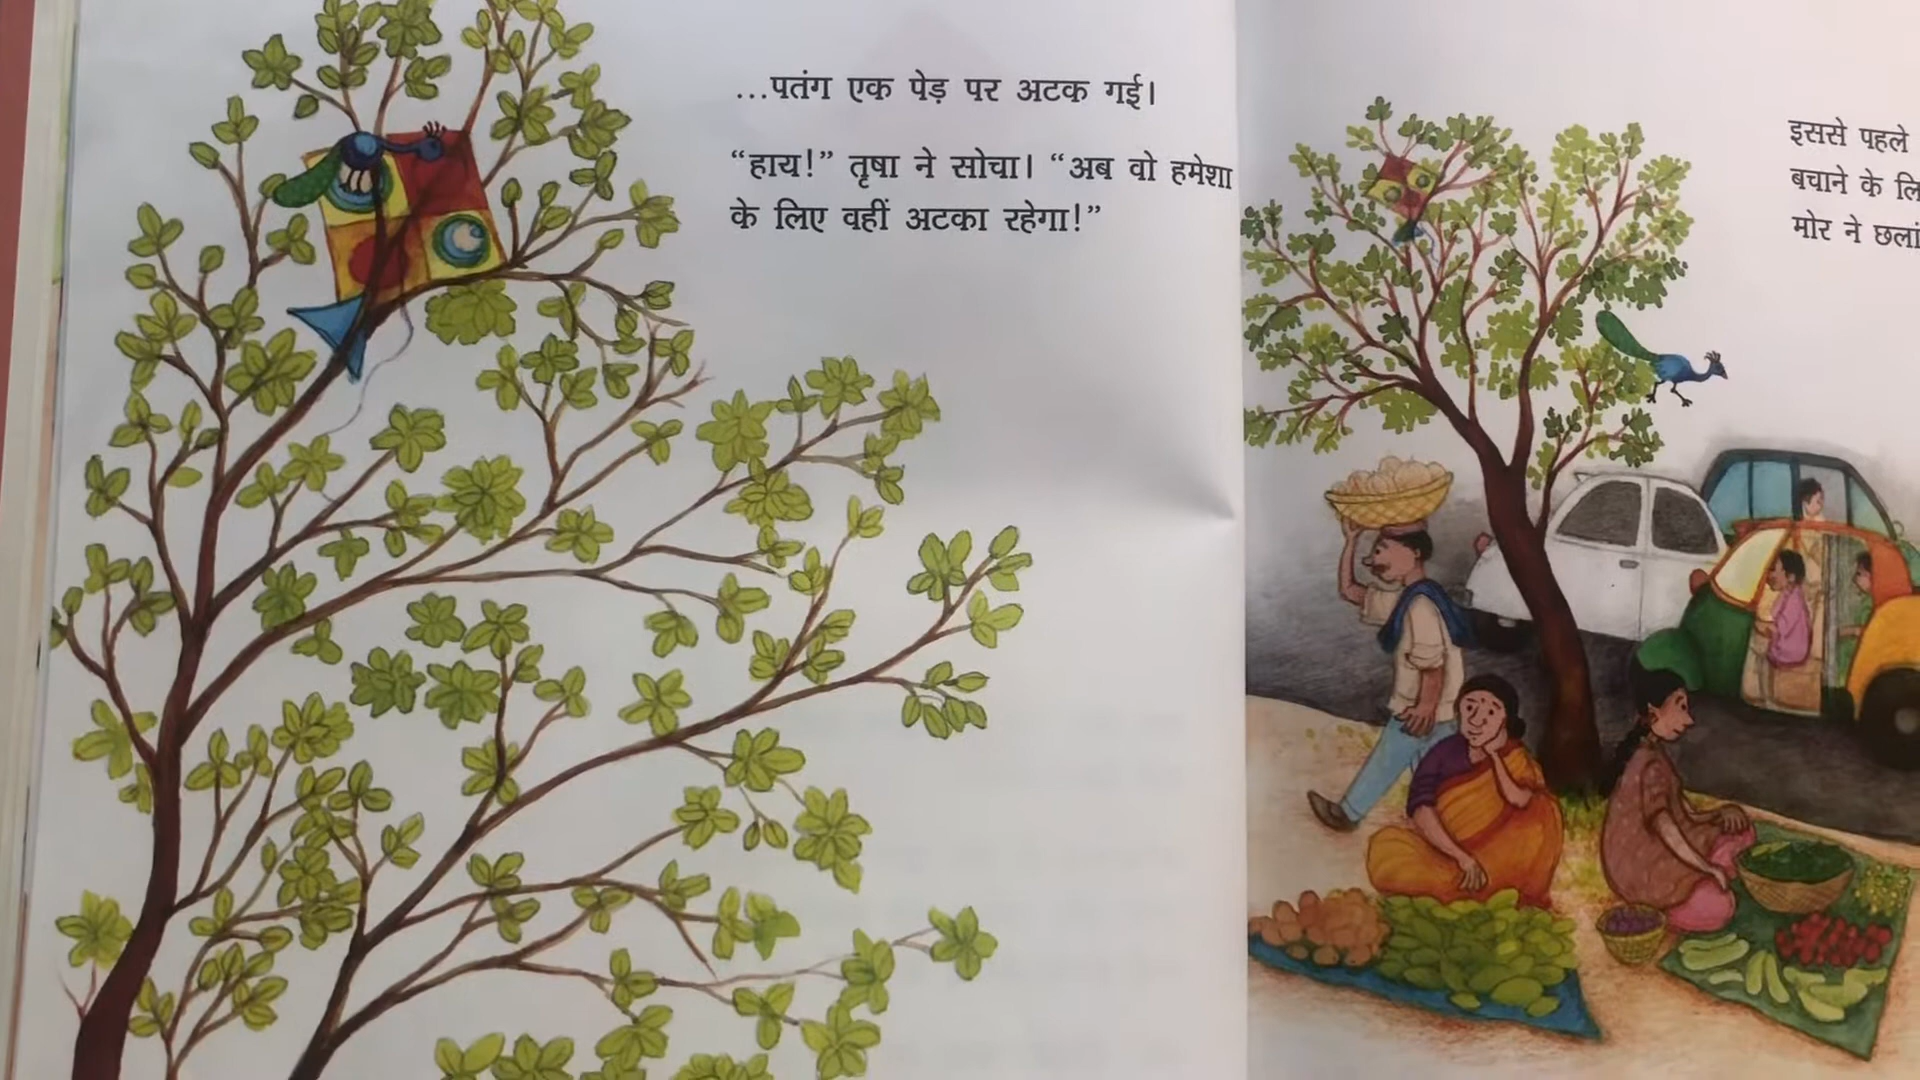 ...पतंग एक पेड़ पर अटक गई।
“हाय!” तृषा ने सोचा। “अब वो हमेशा
के लिए वहीं अटका रहेगा!”
इससे पहले
बचाने के
मोर ने